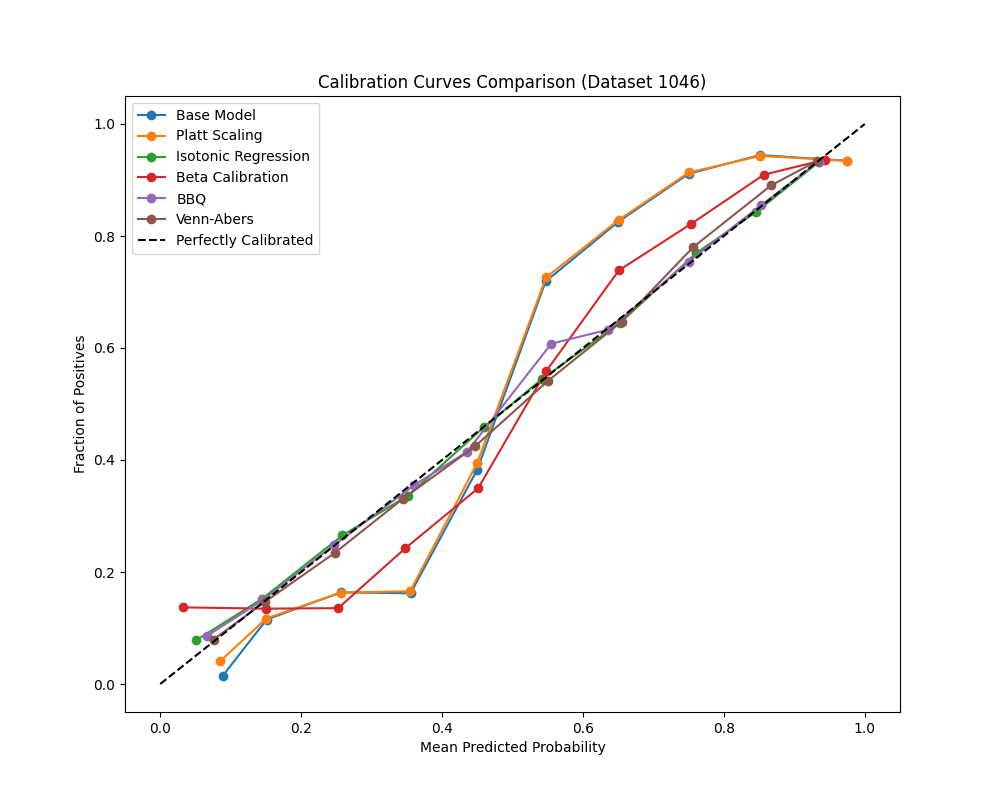 Calibration Curves Comparison (Dataset 1046)
Base Model
Platt Scaling
Isotonic Regression
Beta Calibration
BBQ
Venn-Abers
Perfectly Calibrated
1.0
0.8
0.6
0.4
0.2
0.0
Fraction of Positives
0.0 0.2 0.4 0.6 0.8 1.0
Mean Predicted Probability